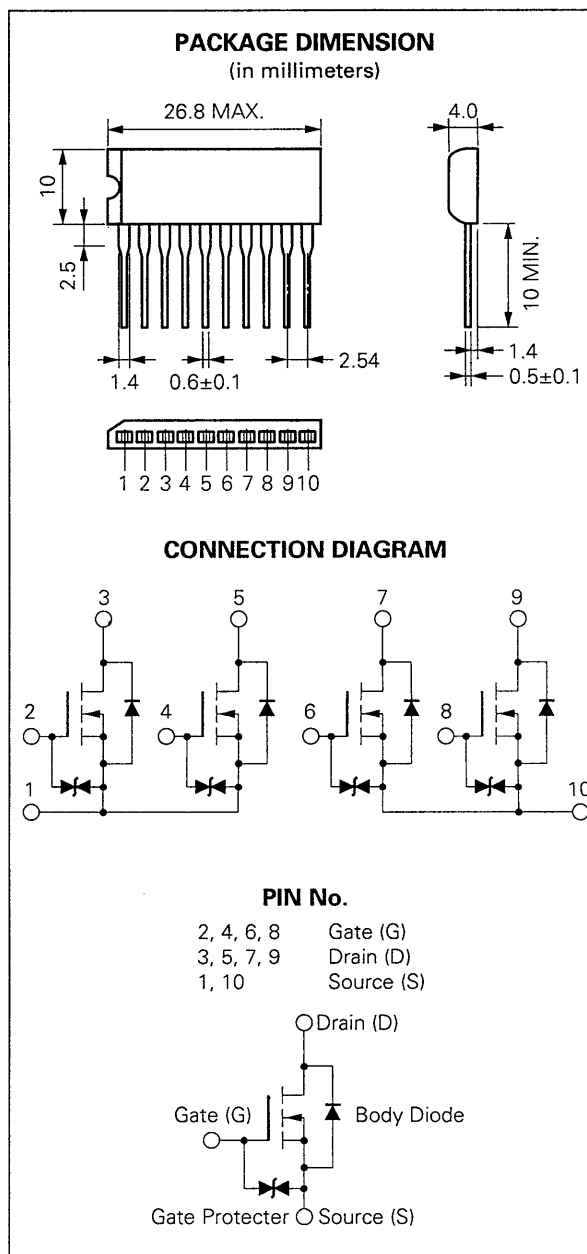 PACKAGE DIMENSION
(in millimeters)
26.8 MAX.
4.0
10
2.5
10 MIN.
1.4
0.6±0.1
2.54
1.4
0.5±0.1
1 2 3 4 5 6 7 8 9 10
CONNECTION DIAGRAM
3 5 7 9
2 4 6 8
1 10
PIN No.
2, 4, 6, 8 Gate (G)
3, 5, 7, 9 Drain (D)
1, 10 Source (S)
Drain (D)
Gate (G) Body Diode
Gate Protecter Source (S)